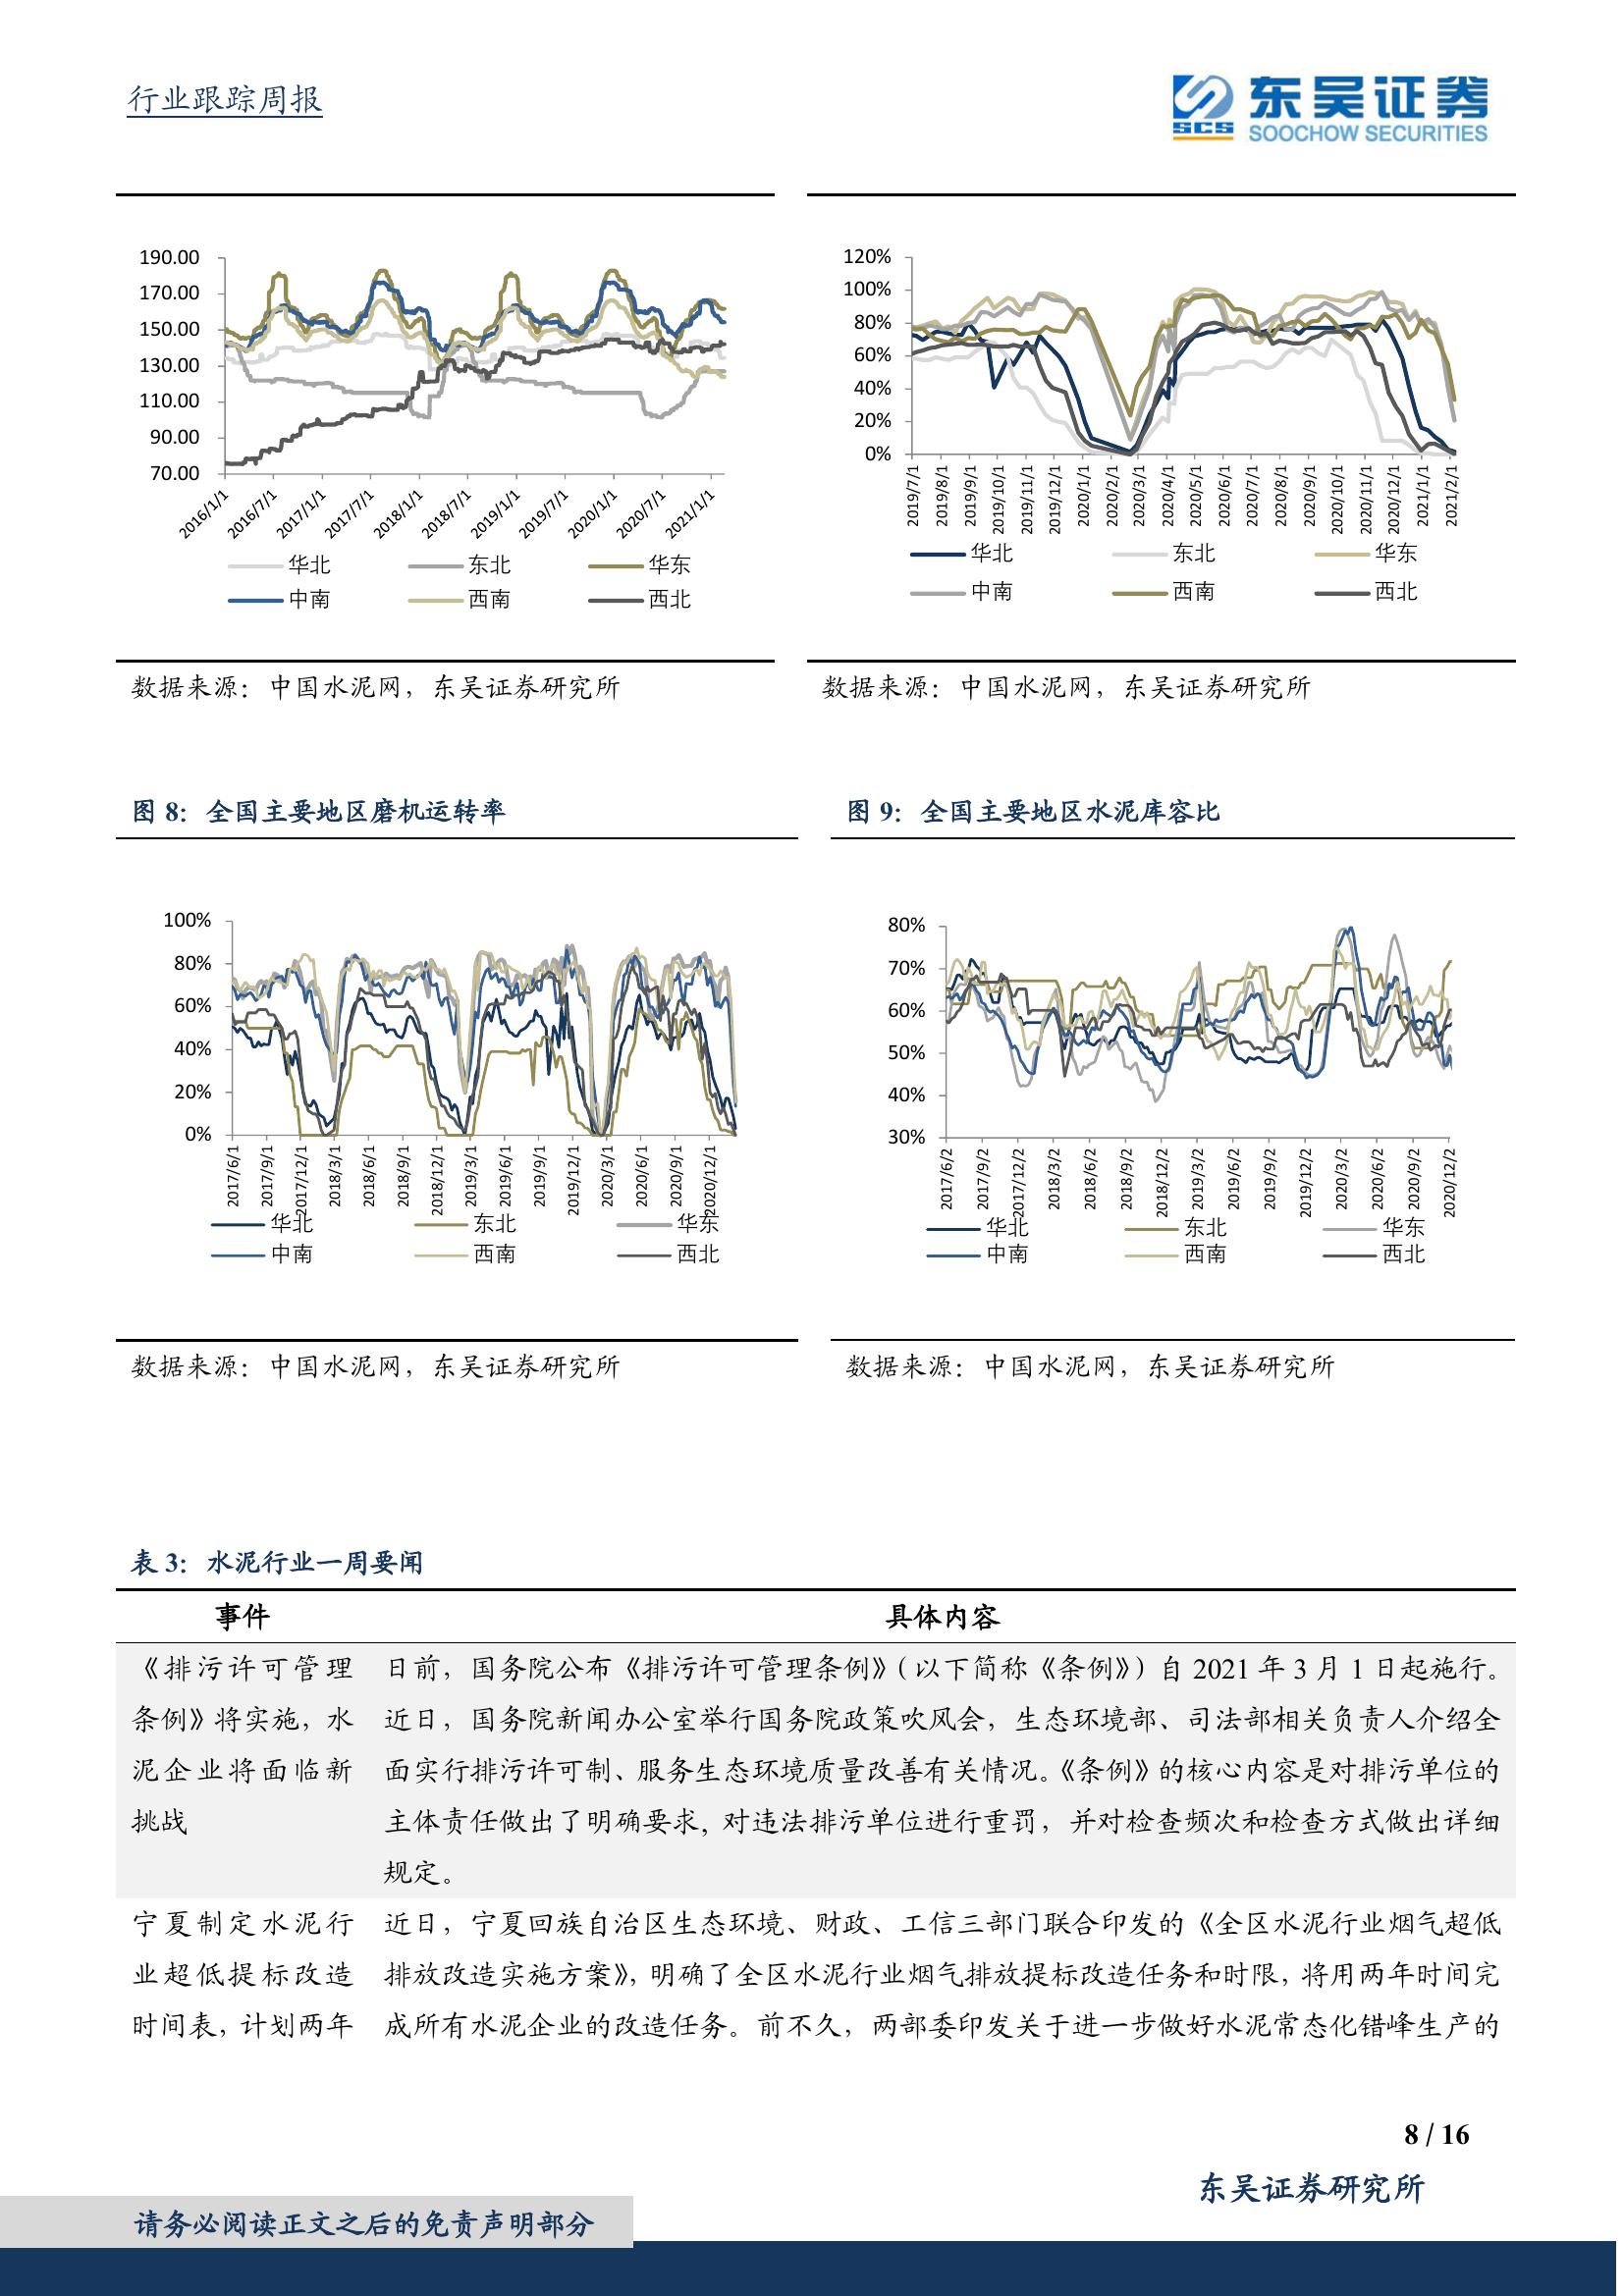 行业跟踪周报
东吴证券
SCS
SOOCHOW SECURITIES
190.00
170.00
150.00
130.00
110.00
90.00
70.00
2016/1/1 2016/7/1 2017/1/1 2017/7/1 2018/1/1 2018/7/1 2019/1/1 2019/7/1 2020/1/1 2020/7/1 2021/1/1
华北 东北 华东
中南 西南 西北
120%
100%
80%
60%
40%
20%
0%
2019/7/1 2019/8/1 2019/9/1 2019/10/1 2019/11/1 2019/12/1 2020/1/1 2020/2/1 2020/3/1 2020/4/1 2020/5/1 2020/6/1 2020/7/1 2020/8/1 2020/9/1 2020/10/1 2020/11/1 2020/12/1 2021/1/1 2021/2/1
华北 东北 华东
中南 西南 西北
数据来源：中国水泥网，东吴证券研究所
数据来源：中国水泥网，东吴证券研究所
图 8：全国主要地区磨机运转率
图 9：全国主要地区水泥库容比
100%
80%
60%
40%
20%
0%
2017/6/1 2017/9/1 2017/12/1 2018/3/1 2018/6/1 2018/9/1 2018/12/1 2019/3/1 2019/6/1 2019/9/1 2019/12/1 2020/3/1 2020/6/1 2020/9/1 2020/12/1
华北 东北 华东
中南 西南 西北
80%
70%
60%
50%
40%
30%
2017/6/2 2017/9/2 2017/12/2 2018/3/2 2018/6/2 2018/9/2 2018/12/2 2019/3/2 2019/6/2 2019/9/2 2019/12/2 2020/3/2 2020/6/2 2020/9/2 2020/12/2
华北 东北 华东
中南 西南 西北
数据来源：中国水泥网，东吴证券研究所
数据来源：中国水泥网，东吴证券研究所
表 3：水泥行业一周要闻
事件 具体内容
《排污许可管理
条例》将实施，水
泥企业将面临新
挑战
日前，国务院公布《排污许可管理条例》（以下简称《条例》）自 2021 年 3 月 1 日起施行。
近日，国务院新闻办公室举行国务院政策吹风会，生态环境部、司法部相关负责人介绍全
面实行排污许可制、服务生态环境质量改善有关情况。《条例》的核心内容是对排污单位的
主体责任做出了明确要求，对违法排污单位进行重罚，并对检查频次和检查方式做出详细
规定。
宁夏制定水泥行
业超低提标改造
时间表，计划两年
近日，宁夏回族自治区生态环境、财政、工信三部门联合印发的《全区水泥行业烟气超低
排放改造实施方案》，明确了全区水泥行业烟气排放提标改造任务和时限，将用两年时间完
成所有水泥企业的改造任务。前不久，两部委印发关于进一步做好水泥常态化错峰生产的
8 / 16
东吴证券研究所
请务必阅读正文之后的免责声明部分